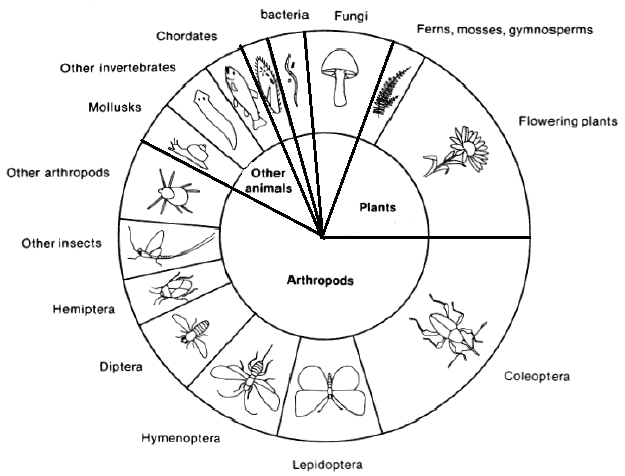 bacteria
Fungi
Chordates
Ferns, mosses, gymnosperms
Other invertebrates
Mollusks
Flowering plants
Other arthropods
Other
animals
Plants
Other insects
Arthropods
Hemiptera
Diptera
Coleoptera
Hymenoptera
Lepidoptera